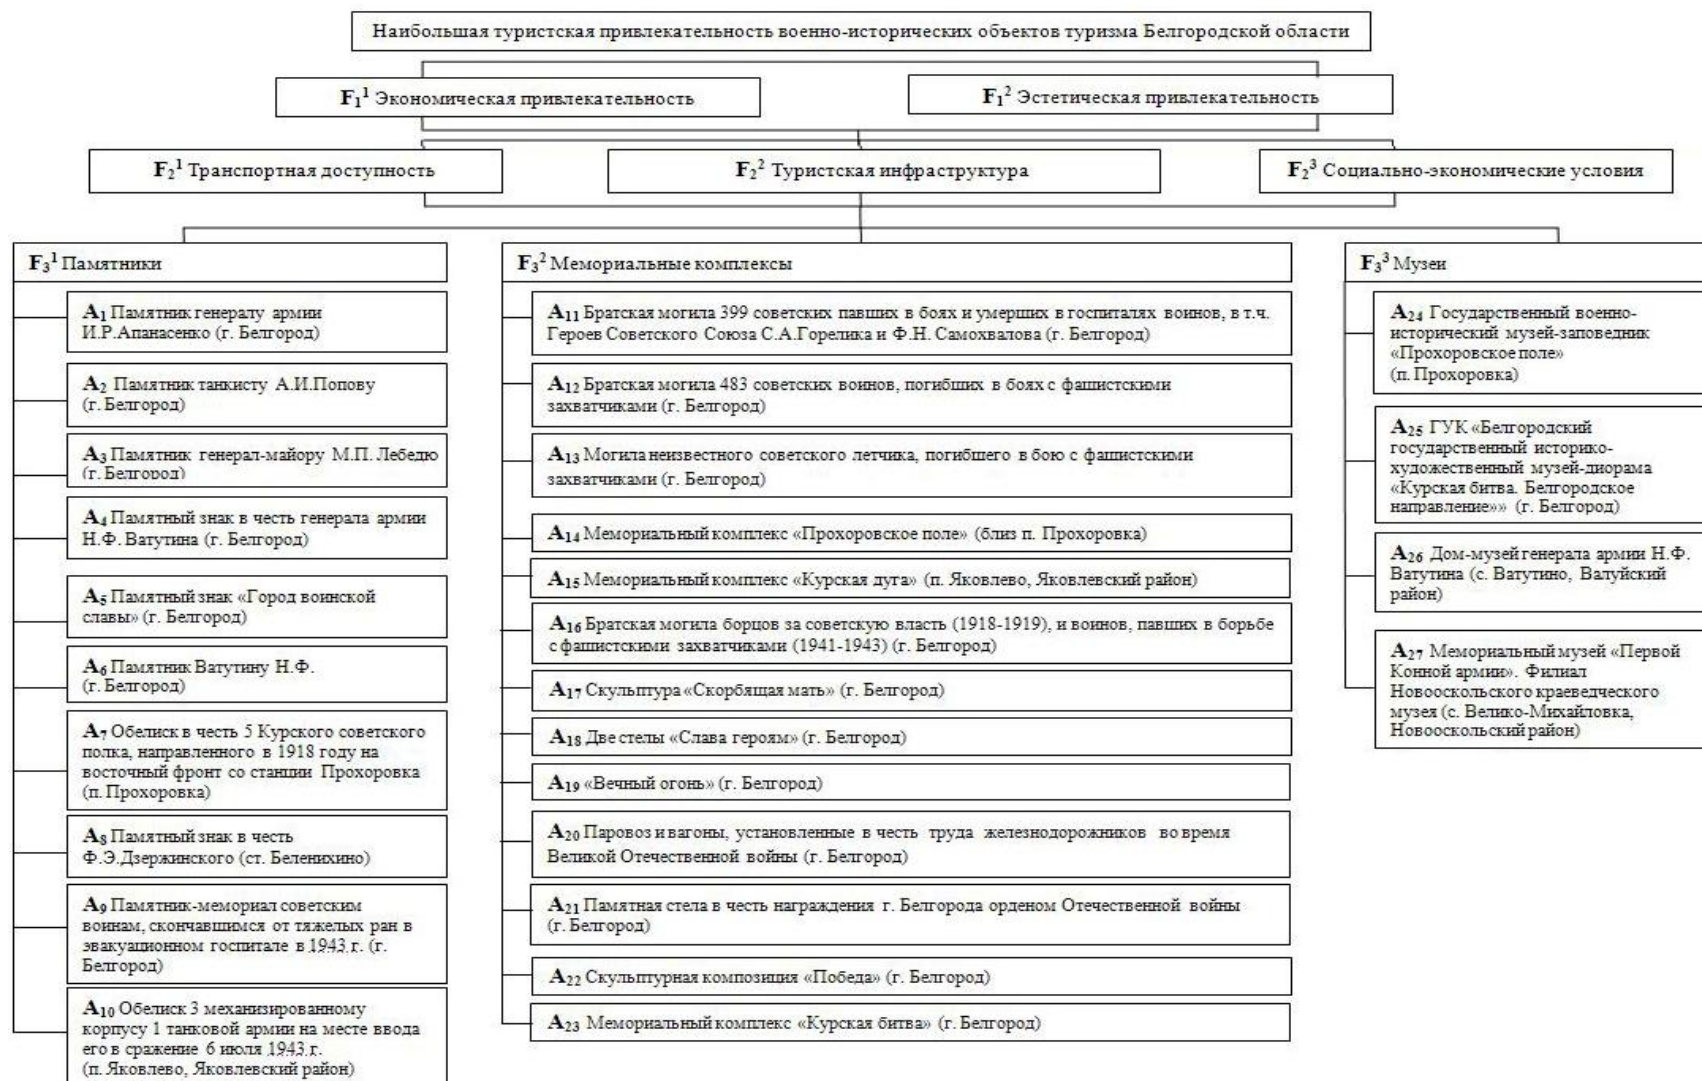 Наибольшая туристская привлекательность военно-исторических объектов туризма Белгородской области
F₁¹ Экономическая привлекательность
F₁² Эстетическая привлекательность
F₂¹ Транспортная доступность
F₂² Туристская инфраструктура
F₂³ Социально-экономические условия
F₃¹ Памятники
A₁ Памятник генералу армии
И.Р.Апанасенко (г. Белгород)
A₂ Памятник танкисту А.И.Попову
(г. Белгород)
A₃ Памятник генерал-майору М.П. Лебедю
(г. Белгород)
A₄ Памятный знак в честь генерала армии
Н.Ф. Ватутина (г. Белгород)
A₅ Памятный знак «Город воинской
славы» (г. Белгород)
A₆ Памятник Ватутину Н.Ф.
(г. Белгород)
A₇ Обелиск в честь 5 Курского советского
полка, направленного в 1918 году на
восточный фронт со станции Прохоровка
(п. Прохоровка)
A₈ Памятный знак в честь
Ф.Э.Дзержинского (ст. Беленихино)
A₉ Памятник-мемориал советским
воинам, скончавшимся от тяжелых ран в
эвакуационном госпитале в 1943 г. (г.
Белгород)
A₁₀ Обелиск 3 механизированному
корпусу 1 танковой армии на месте ввода
его в сражение 6 июля 1943 г.
(п. Яковлево, Яковлевский район)
F₃² Мемориальные комплексы
A₁₁ Братская могила 399 советских павших в боях и умерших в госпиталях воинов, в т.ч.
Героев Советского Союза С.А.Горелика и Ф.Н. Самохвалова (г. Белгород)
A₁₂ Братская могила 483 советских воинов, погибших в боях с фашистскими
захватчиками (г. Белгород)
A₁₃ Могила неизвестного советского летчика, погибшего в бою с фашистскими
захватчиками (г. Белгород)
A₁₄ Мемориальный комплекс «Прохоровское поле» (близ п. Прохоровка)
A₁₅ Мемориальный комплекс «Курская дуга» (п. Яковлево, Яковлевский район)
A₁₆ Братская могила борцов за советскую власть (1918-1919), и воинов, павших в борьбе
с фашистскими захватчиками (1941-1943) (г. Белгород)
A₁₇ Скульптура «Скорбящая мать» (г. Белгород)
A₁₈ Две стелы «Слава героям» (г. Белгород)
A₁₉ «Вечный огонь» (г. Белгород)
A₂₀ Паровоз и вагоны, установленные в честь труда железнодорожников во время
Великой Отечественной войны (г. Белгород)
A₂₁ Памятная стела в честь награждения г. Белгорода орденом Отечественной войны
(г. Белгород)
A₂₂ Скульптурная композиция «Победа» (г. Белгород)
A₂₃ Мемориальный комплекс «Курская битва» (г. Белгород)
F₃³ Музеи
A₂₄ Государственный военно-
исторический музей-заповедник
«Прохоровское поле»
(п. Прохоровка)
A₂₅ ГУК «Белгородский
государственный историко-
художественный музей-диорама
«Курская битва. Белгородское
направление»» (г. Белгород)
A₂₆ Дом-музей генерала армии Н.Ф.
Ватутина (с. Ватутино, Валуйский
район)
A₂₇ Мемориальный музей «Первой
Конной армии». Филиал
Новооскольского краеведческого
музея (с. Велико-Михайловка,
Новооскольский район)